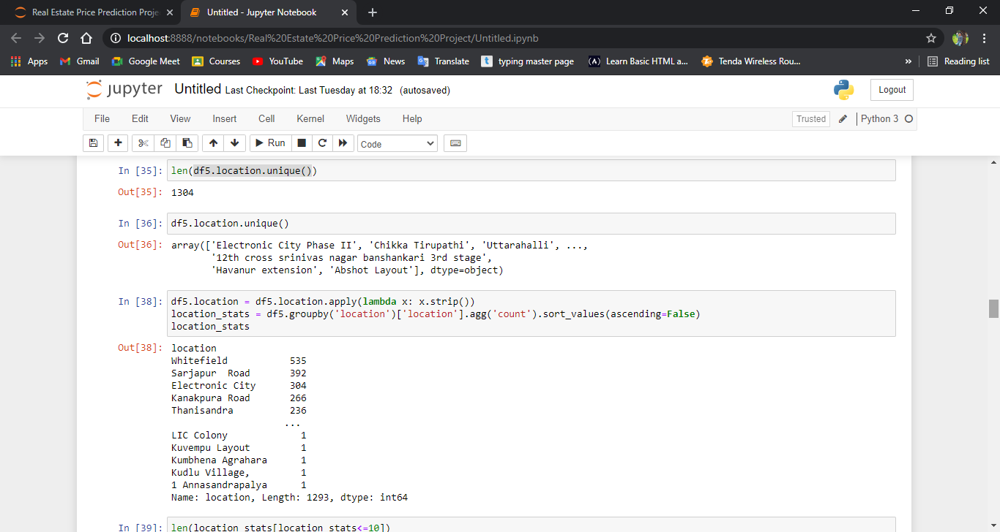 Real Estate Price Prediction Proje
Untitled - Jupyter Notebook
localhost:8888/notebooks/Real%20Estate%20Price%20Prediction%20Project/Untitled.ipynb
Apps Gmail Google Meet Courses YouTube Maps News Translate typing master page Learn Basic HTML a... Tenda Wireless Rou... » Reading list
jupyter Untitled Last Checkpoint: Last Tuesday at 18:32 (autosaved) Logout
File Edit View Insert Cell Kernel Widgets Help Trusted Python 3
Run Code
In [35]: len(df5.location.unique())
Out[35]: 1304
In [36]: df5.location.unique()
Out[36]: array(['Electronic City Phase II', 'Chikka Tirupathi', 'Uttarahalli', ...,
'12th cross srinivas nagar banshankari 3rd stage',
'Havanur extension', 'Abshot Layout'], dtype=object)
In [38]: df5.location = df5.location.apply(lambda x: x.strip())
location_stats = df5.groupby('location')['location'].agg('count').sort_values(ascending=False)
location_stats
Out[38]: location
Whitefield 535
Sarjapur  Road 392
Electronic City 304
Kanakpura Road 266
Thanisandra 236
...
LIC Colony 1
Kuvempu Layout 1
Kumbhena Agrahara 1
Kudlu Village, 1
1 Annasandrapalya 1
Name: location, Length: 1293, dtype: int64
In [39]: len(location_stats[location_stats<=10])